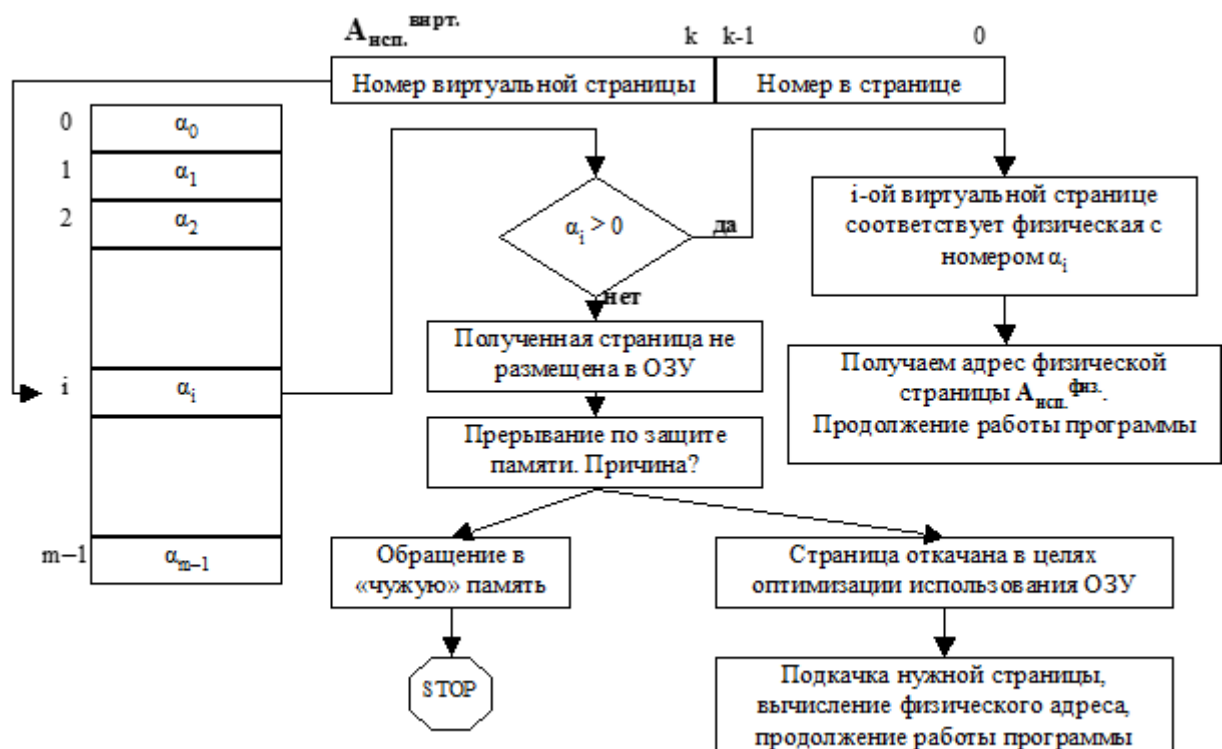 Aисп.вирт. k k-1 0
Номер виртуальной страницы Номер в странице
0 α0
1 α1
2 α2
i αi
m–1 αm–1
αi > 0
да
нет
i-ой виртуальной странице
соответствует физическая с
номером αi
Получаем адрес физической
страницы Aисп.физ.
Продолжение работы программы
Полученная страница не
размещена в ОЗУ
Прерывание по защите
памяти. Причина?
Обращение в
«чужую» память
STOP
Страница откачана в целях
оптимизации использования ОЗУ
Подкачка нужной страницы,
вычисление физического адреса,
продолжение работы программы